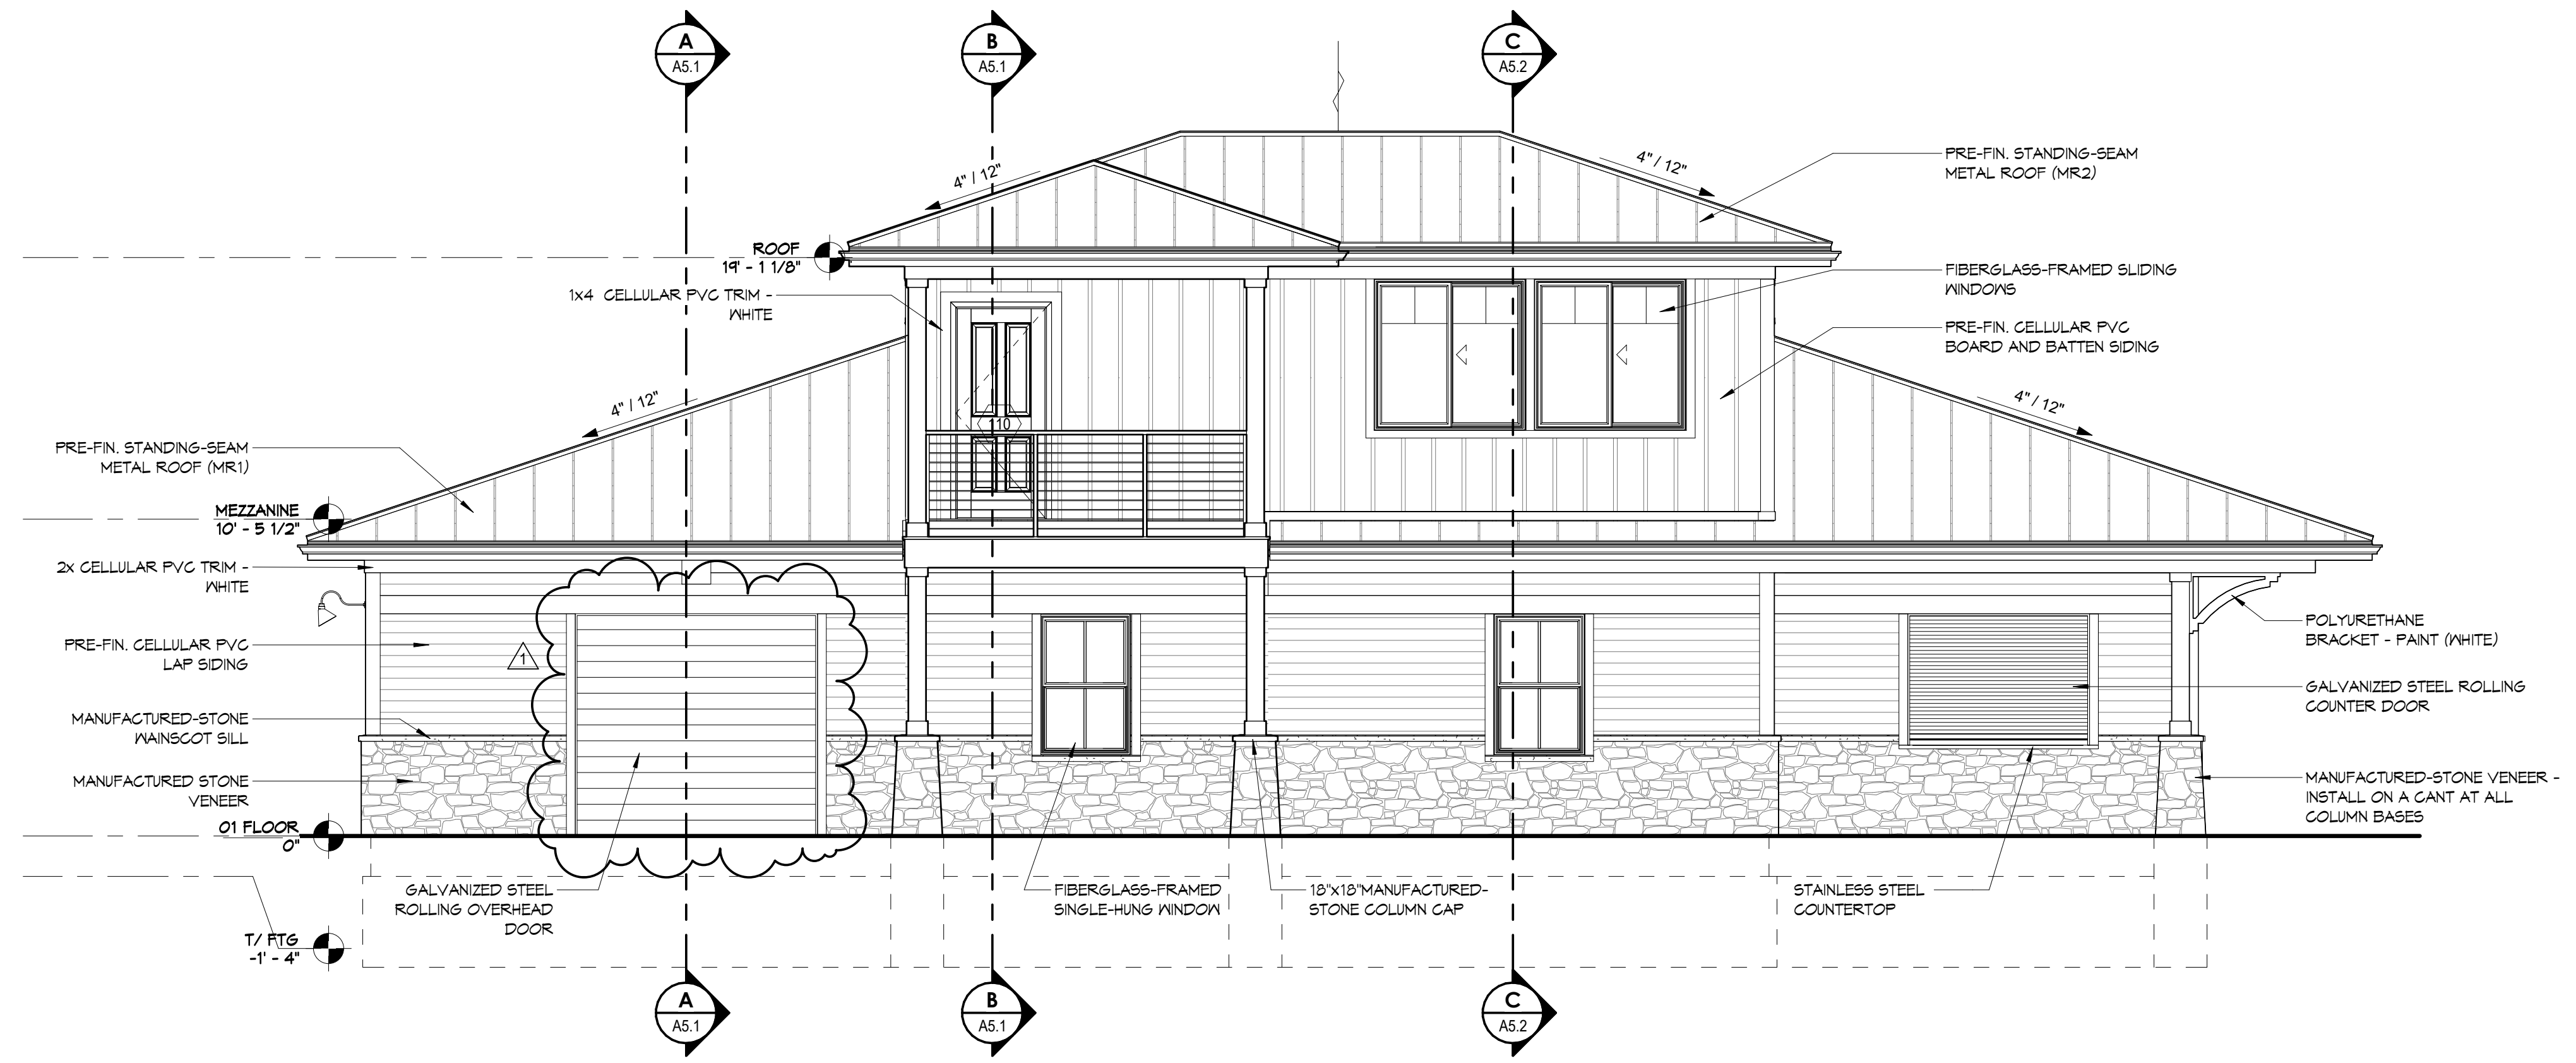 A
A5.1
B
A5.1
C
A5.2
4" / 12"
4" / 12"
PRE-FIN. STANDING-SEAM
METAL ROOF (MR2)
ROOF
19' - 1 1/8"
FIBERGLASS-FRAMED SLIDING
WINDOWS
1x4 CELLULAR PVC TRIM -
WHITE
PRE-FIN. CELLULAR PVC
BOARD AND BATTEN SIDING
4" / 12"
4" / 12"
110
PRE-FIN. STANDING-SEAM
METAL ROOF (MR1)
MEZZANINE
10' - 5 1/2"
2x CELLULAR PVC TRIM -
WHITE
POLYURETHANE
BRACKET - PAINT (WHITE)
PRE-FIN. CELLULAR PVC
LAP SIDING
1
GALVANIZED STEEL ROLLING
COUNTER DOOR
MANUFACTURED-STONE
WAINSCOT SILL
MANUFACTURED STONE
VENEER
MANUFACTURED-STONE VENEER -
INSTALL ON A CANT AT ALL
COLUMN BASES
01 FLOOR
0"
GALVANIZED STEEL
ROLLING OVERHEAD
DOOR
FIBERGLASS-FRAMED
SINGLE-HUNG WINDOW
18"x18"MANUFACTURED-
STONE COLUMN CAP
STAINLESS STEEL
COUNTERTOP
T/ FTG
-1' - 4"
A
A5.1
B
A5.1
C
A5.2